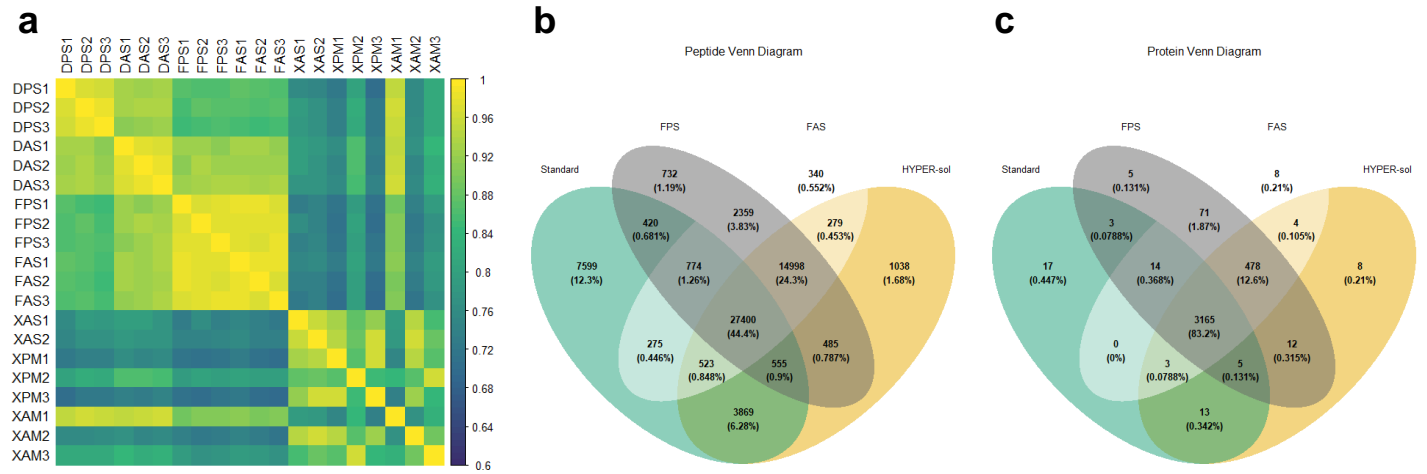 a
DPS1
DPS2
DPS3
DAS1
DAS2
DAS3
FPS1
FPS2
FPS3
FAS1
FAS2
FAS3
XAS1
XAS2
XPM1
XPM2
XPM3
XAM1
XAM2
XAM3
DPS1
DPS2
DPS3
DAS1
DAS2
DAS3
FPS1
FPS2
FPS3
FAS1
FAS2
FAS3
XAS1
XAS2
XPM1
XPM2
XPM3
XAM1
XAM2
XAM3
1
0.96
0.92
0.88
0.84
0.8
0.76
0.72
0.68
0.64
0.6
b
Peptide Venn Diagram
FPS
FAS
Standard
HYPER-sol
732
(1.19%)
340
(0.552%)
420
(0.681%)
2359
(3.83%)
279
(0.453%)
7599
(12.3%)
774
(1.26%)
14998
(24.3%)
1038
(1.68%)
27400
(44.4%)
275
(0.446%)
523
(0.848%)
555
(0.9%)
485
(0.787%)
3869
(6.28%)
c
Protein Venn Diagram
FPS
FAS
Standard
HYPER-sol
5
(0.131%)
8
(0.21%)
3
(0.0788%)
71
(1.87%)
4
(0.105%)
17
(0.447%)
14
(0.368%)
478
(12.6%)
8
(0.21%)
3165
(83.2%)
0
(0%)
3
(0.0788%)
5
(0.131%)
12
(0.315%)
13
(0.342%)